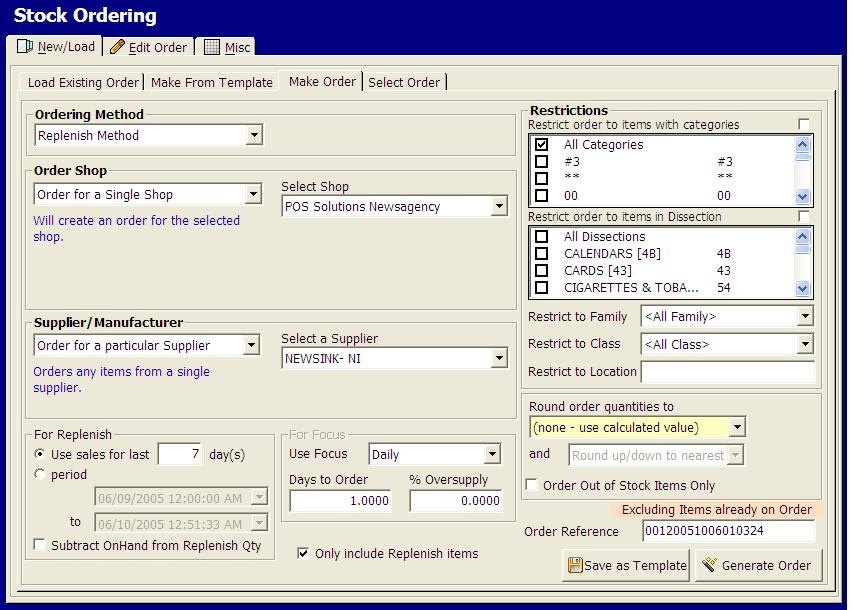 Stock Ordering
New/Load
Edit Order
Misc
Load Existing Order
Make From Template
Make Order
Select Order
Ordering Method
Replenish Method
Order Shop
Order for a Single Shop
Will create an order for the selected
shop.
Select Shop
POS Solutions Newsagency
Supplier/Manufacturer
Order for a particular Supplier
Orders any items from a single
supplier.
Select a Supplier
NEWSINK- NI
For Replenish
Use sales for last 7 day(s)
period
06/09/2005 12:00:00 AM
to 06/10/2005 12:51:33 AM
Subtract OnHand from Replenish Qty
For Focus
Use Focus Daily
Days to Order % Oversupply
1.0000 0.0000
Only include Replenish items
Restrictions
Restrict order to items with categories
All Categories
#3 #3
** **
00 00
Restrict order to items in Dissection
All Dissections
CALENDARS [4B] 4B
CARDS [43] 43
CIGARETTES & TOBA... 54
Restrict to Family <All Family>
Restrict to Class <All Class>
Restrict to Location
Round order quantities to
(none - use calculated value)
and Round up/down to nearest
Order Out of Stock Items Only
Excluding Items already on Order
Order Reference 00120051006010324
Save as Template
Generate Order